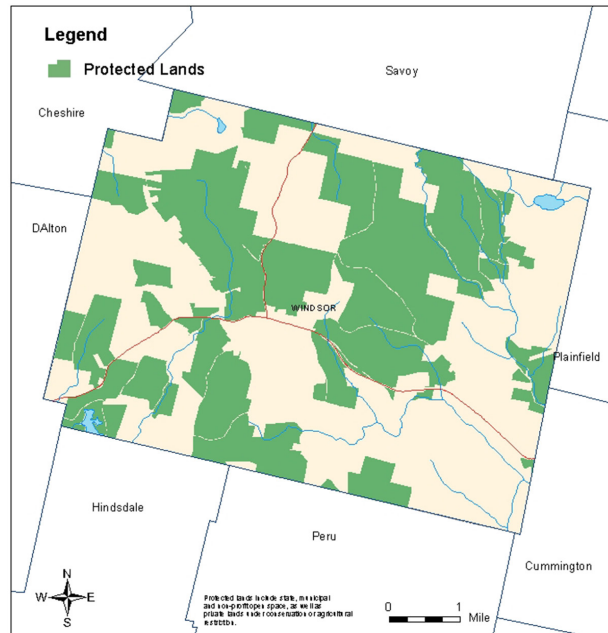 Legend
Protected Lands
Savoy
Cheshire
DAlton
WINDSOR
Plainfield
Hindsdale
Peru
Cummington
N
W E
S
Protected lands include state, municipal
and non-profit open space, as well as
private lands under conservation or agricultural
restriction.
0 1
Mile